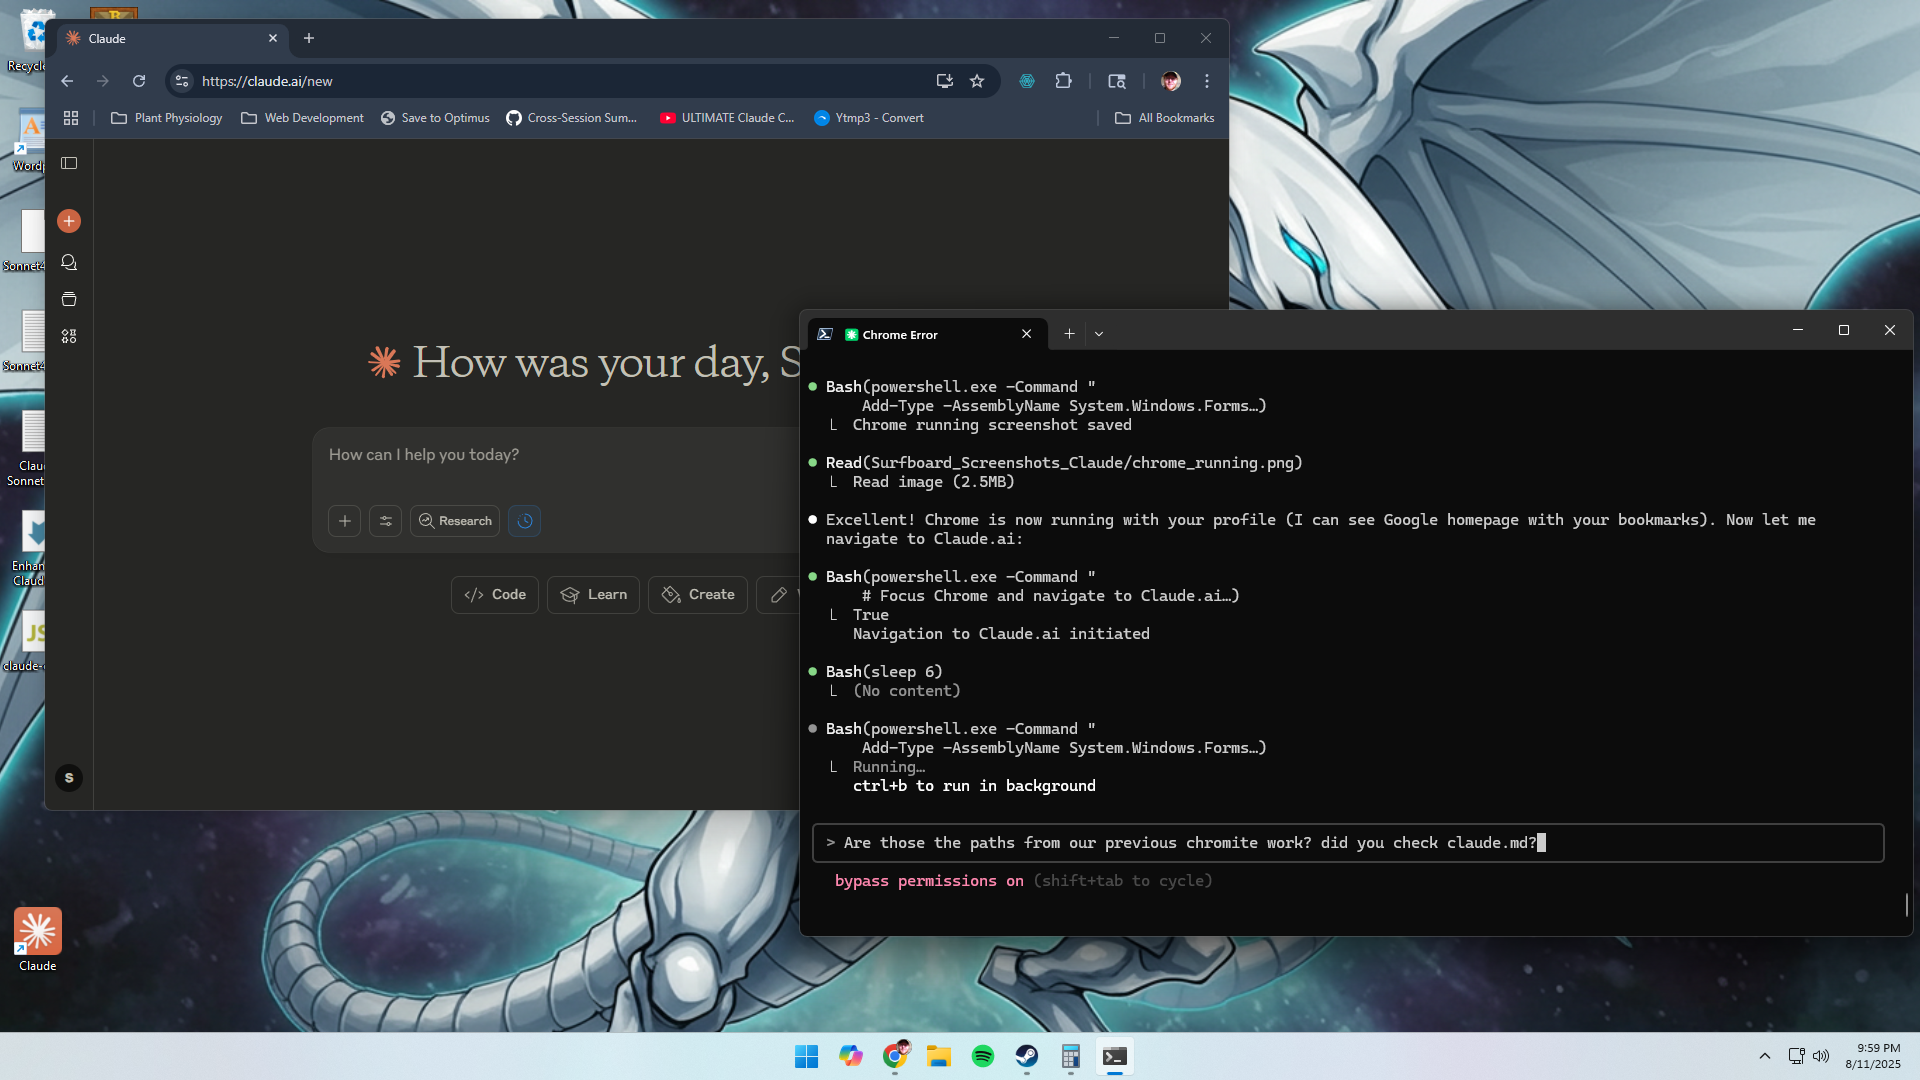 Recycle
Wordp
Sonnet4
Sonnet4
Clau
Sonnet
Enhan
Clau
JS
claude-
Claude
Claude
https://claude.ai/new
Plant Physiology
Web Development
Save to Optimus
Cross-Session Sum...
ULTIMATE Claude C...
Ytmp3 - Convert
All Bookmarks
How was your day, S
How can I help you today?
Research
Code
Learn
Create
S
Chrome Error
Bash(powershell.exe -Command "
Add-Type -AssemblyName System.Windows.Forms…)
Chrome running screenshot saved
Read(Surfboard_Screenshots_Claude/chrome_running.png)
Read image (2.5MB)
Excellent! Chrome is now running with your profile (I can see Google homepage with your bookmarks). Now let me
navigate to Claude.ai:
Bash(powershell.exe -Command "
# Focus Chrome and navigate to Claude.ai…)
True
Navigation to Claude.ai initiated
Bash(sleep 6)
(No content)
Bash(powershell.exe -Command "
Add-Type -AssemblyName System.Windows.Forms…)
Running…
ctrl+b to run in background
> Are those the paths from our previous chromite work? did you check claude.md?
bypass permissions on (shift+tab to cycle)
9:59 PM
8/11/2025